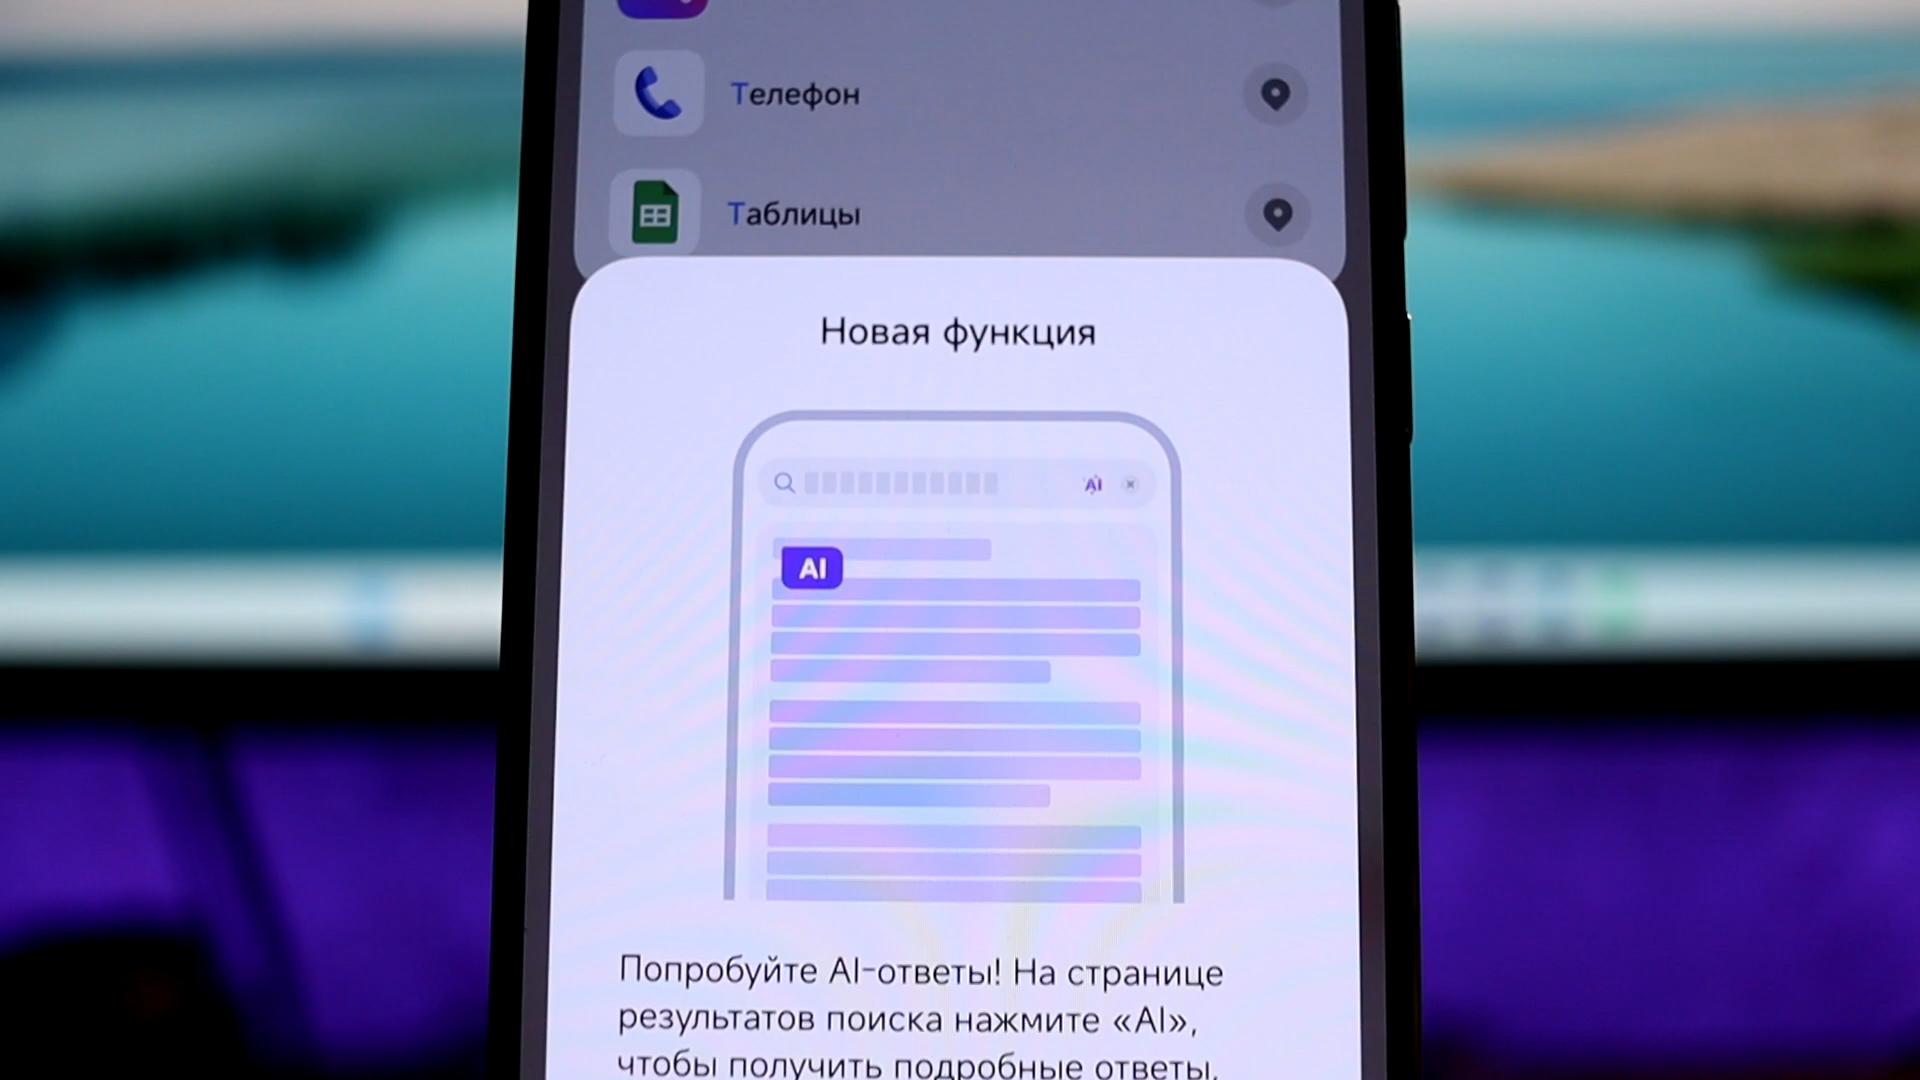 Телефон
Таблицы
Новая функция
AI
AI
Попробуйте AI-ответы! На странице
результатов поиска нажмите «AI»,
чтобы получить подробные ответы,